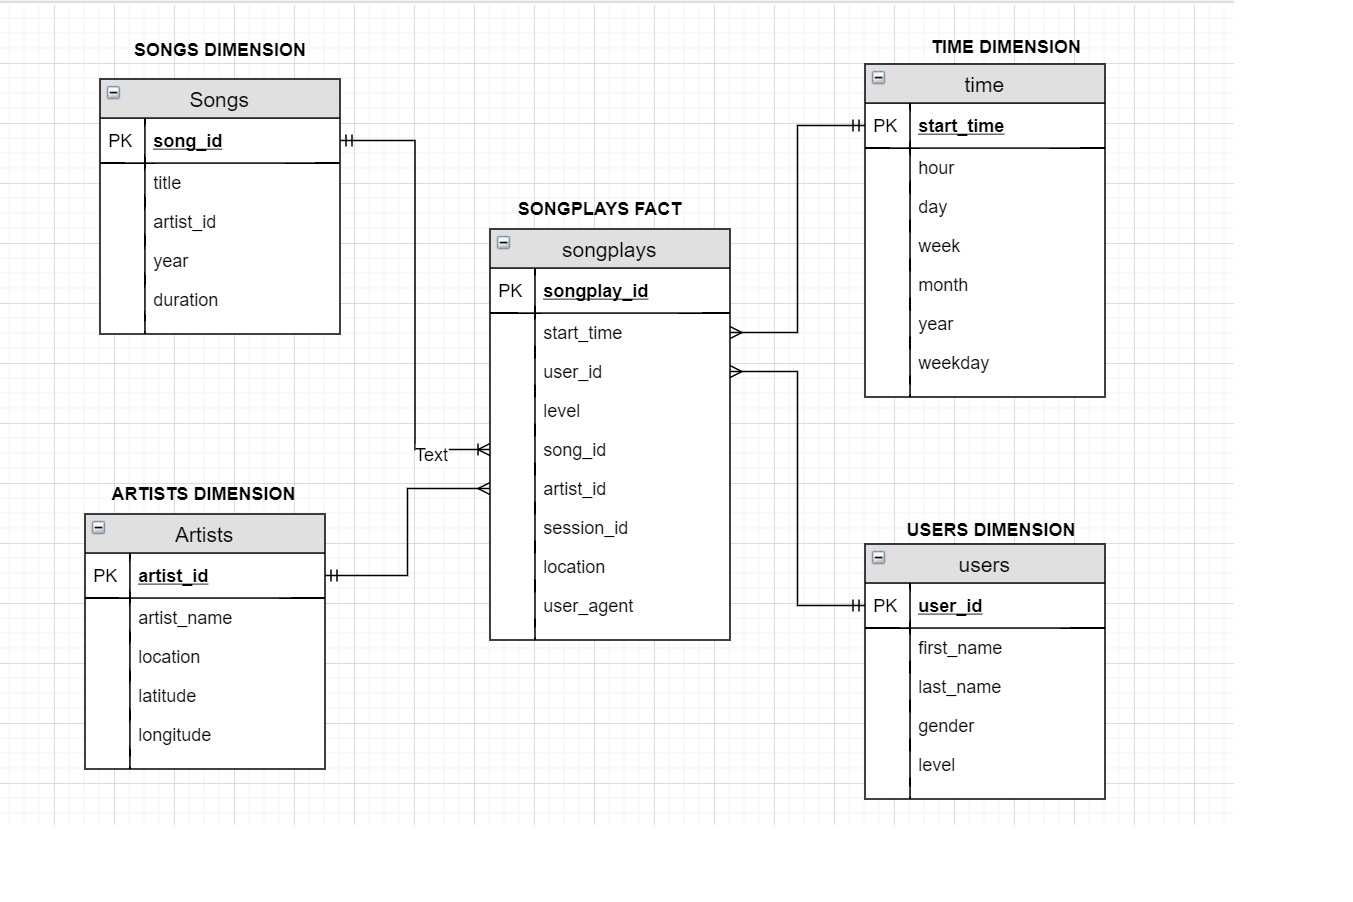 SONGS DIMENSION
Songs
PK song_id
title
artist_id
year
duration
TIME DIMENSION
time
PK start_time
hour
day
week
month
year
weekday
SONGPLAYS FACT
songplays
PK songplay_id
start_time
user_id
level
song_id
artist_id
session_id
location
user_agent
Text
ARTISTS DIMENSION
Artists
PK artist_id
artist_name
location
latitude
longitude
USERS DIMENSION
users
PK user_id
first_name
last_name
gender
level